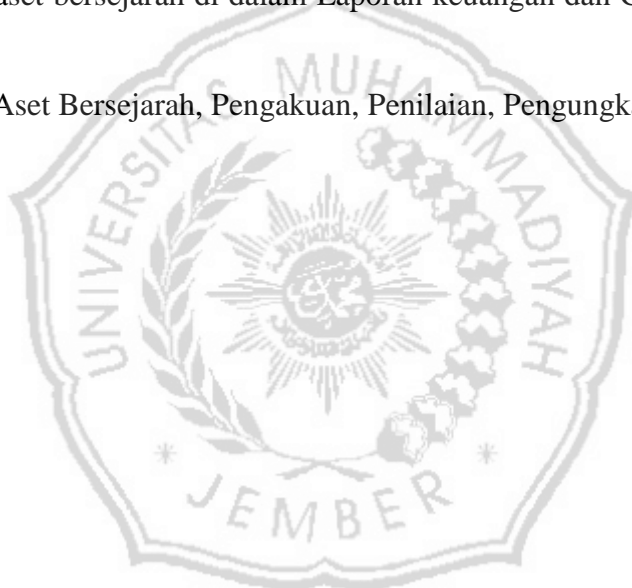 aset bersejarah di dalam Laporan keuangan dan C
Aset Bersejarah, Pengakuan, Penilaian, Pengungk
UNIVERSITAS MUHAMMADIYAH
JEMBER